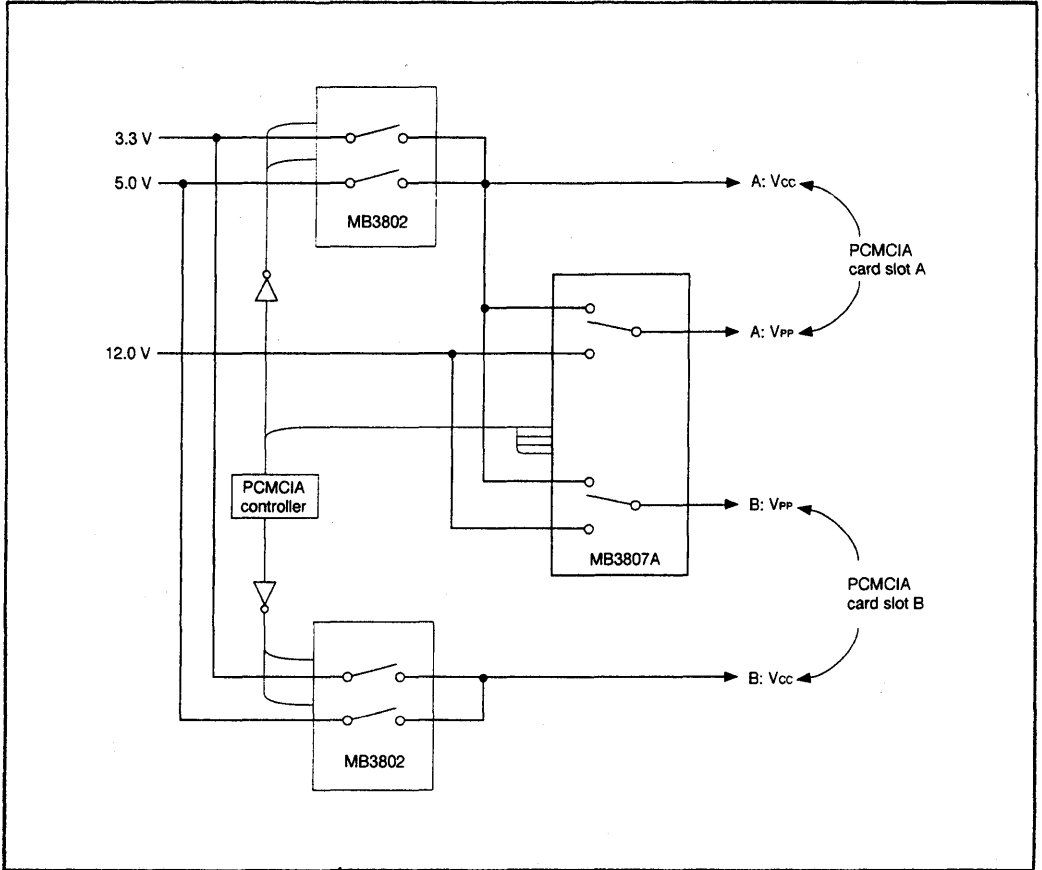 3.3 V
5.0 V
MB3802
A: VCC
PCMCIA
card slot A
A: VPP
12.0 V
PCMCIA
controller
B: VPP
MB3807A
PCMCIA
card slot B
B: VCC
MB3802